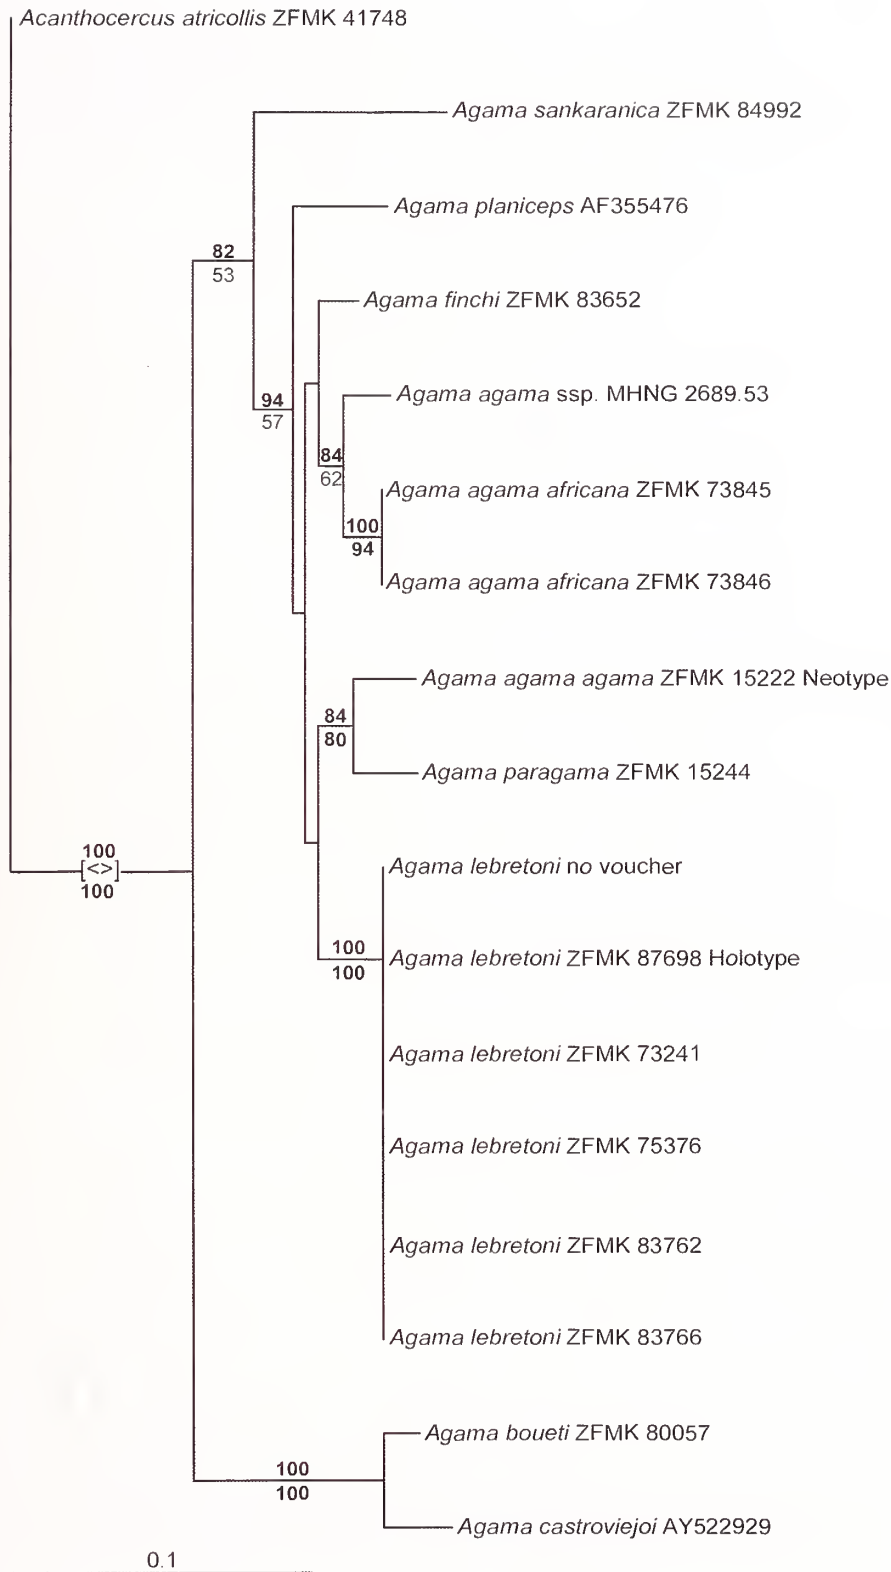 Acanthocercus atricollis ZFMK 41748
Agama sankaranica ZFMK 84992
Agama planiceps AF355476
82
53
Agama finchi ZFMK 83652
Agama agama ssp. MHNG 2689.53
94
57
84
62
Agama agama africana ZFMK 73845
100
94
Agama agama africana ZFMK 73846
Agama agama agama ZFMK 15222 Neotype
84
80
Agama paragama ZFMK 15244
100
[<>]
100
Agama lebretoni no voucher
100
100
Agama lebretoni ZFMK 87698 Holotype
Agama lebretoni ZFMK 73241
Agama lebretoni ZFMK 75376
Agama lebretoni ZFMK 83762
Agama lebretoni ZFMK 83766
Agama boueti ZFMK 80057
100
100
Agama castroviejoi AY522929
0.1